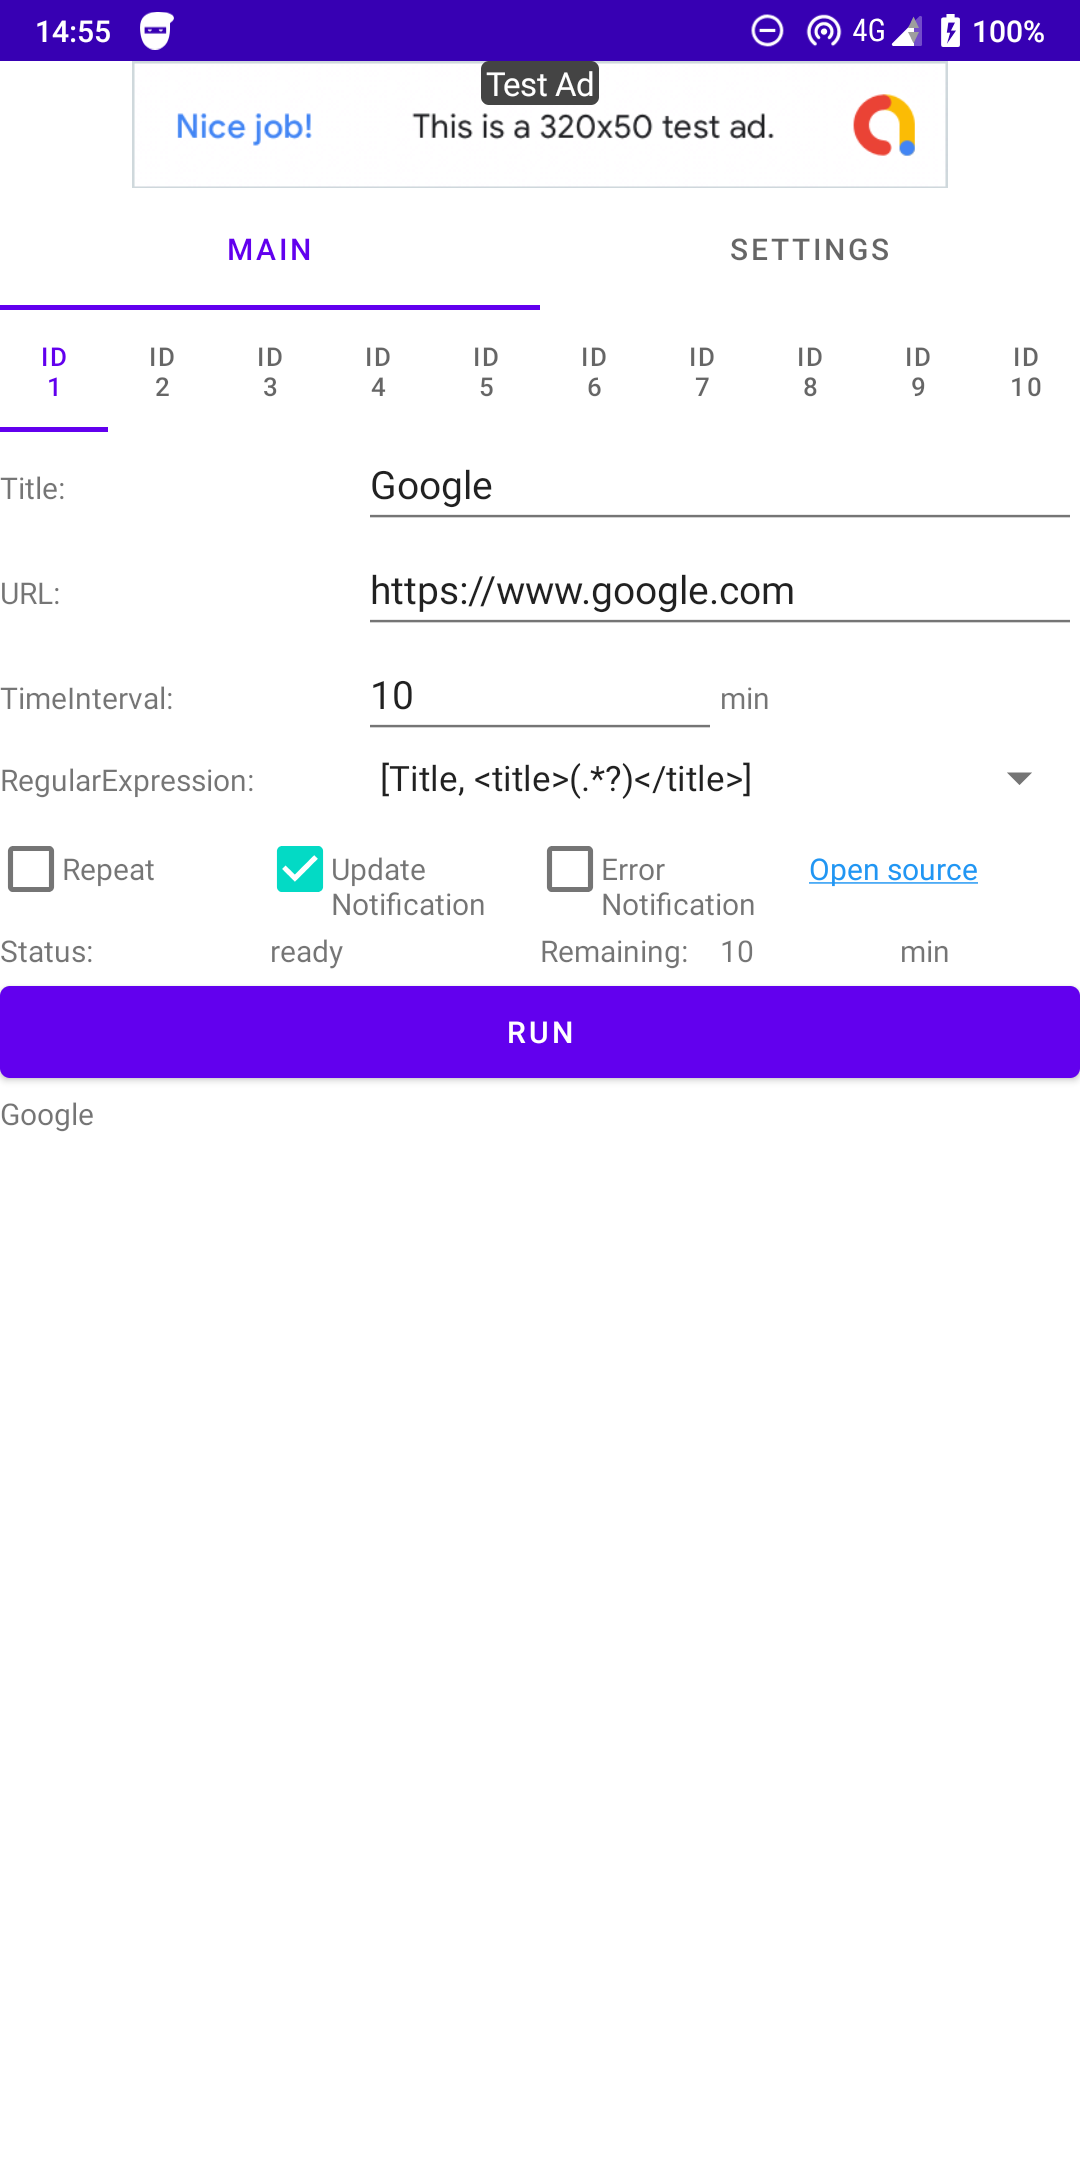 14:55 4G 100%
Test Ad
Nice job! This is a 320x50 test ad.
MAIN SETTINGS
ID 1 ID 2 ID 3 ID 4 ID 5 ID 6 ID 7 ID 8 ID 9 ID 10
Title: Google
URL: https://www.google.com
TimeInterval: 10 min
RegularExpression: [Title, <title>(.*?)</title>]
Repeat Update Notification Error Notification Open source
Status: ready Remaining: 10 min
RUN
Google